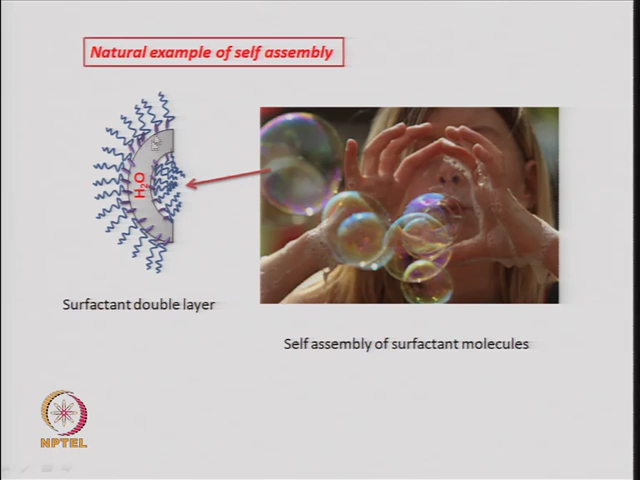 Natural example of self assembly
H₂O
Surfactant double layer
Self assembly of surfactant molecules
NPTEL